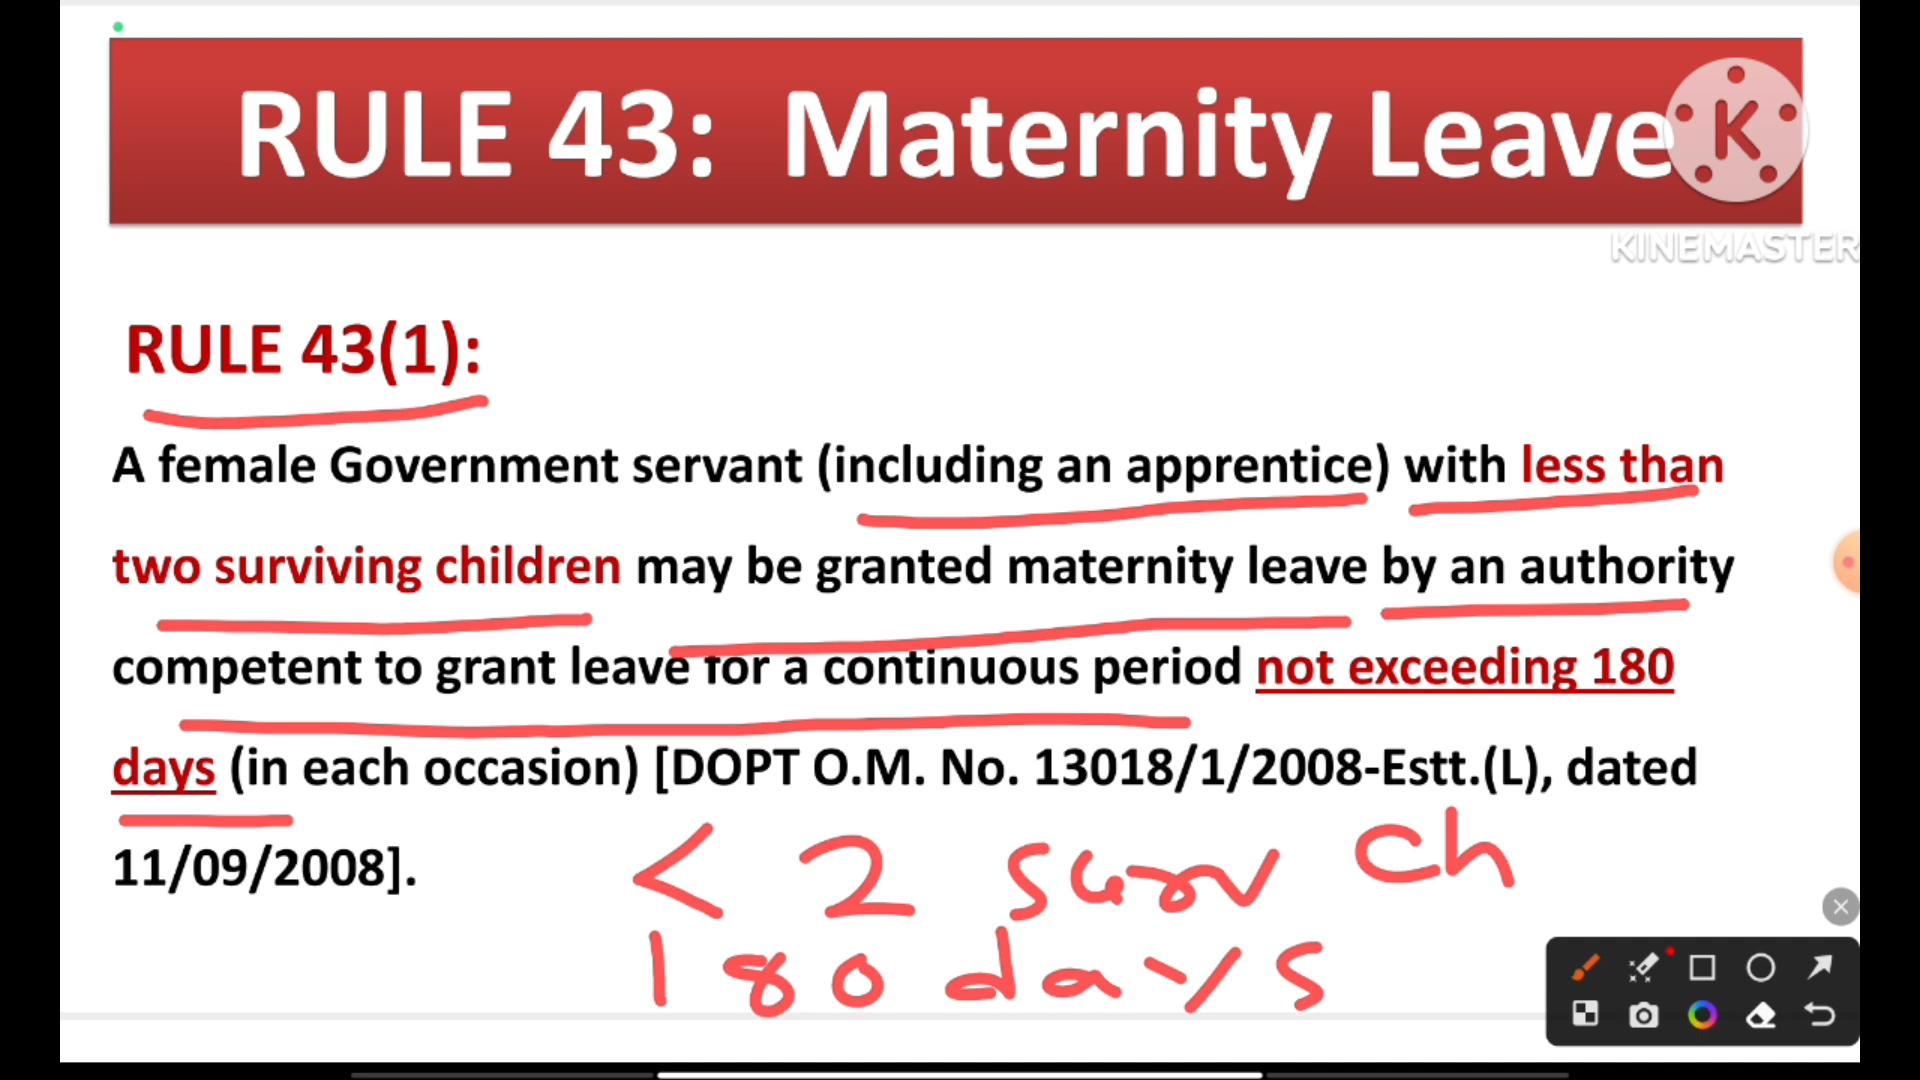 RULE 43: Maternity Leave
K
KINEMASTER
RULE 43(1):
A female Government servant (including an apprentice) with less than
two surviving children may be granted maternity leave by an authority
competent to grant leave for a continuous period not exceeding 180
days (in each occasion) [DOPT O.M. No. 13018/1/2008-Estt.(L), dated
11/09/2008].
< 2 surv ch
180 days